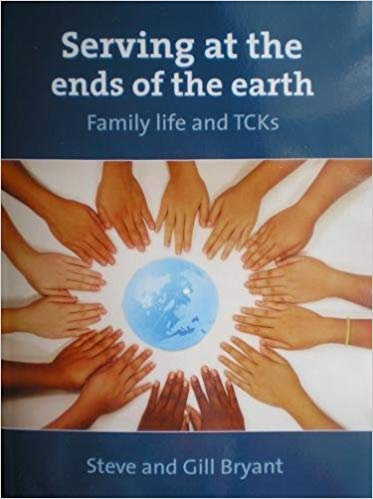 Serving at the
ends of the earth
Family life and TCKs
Steve and Gill Bryant